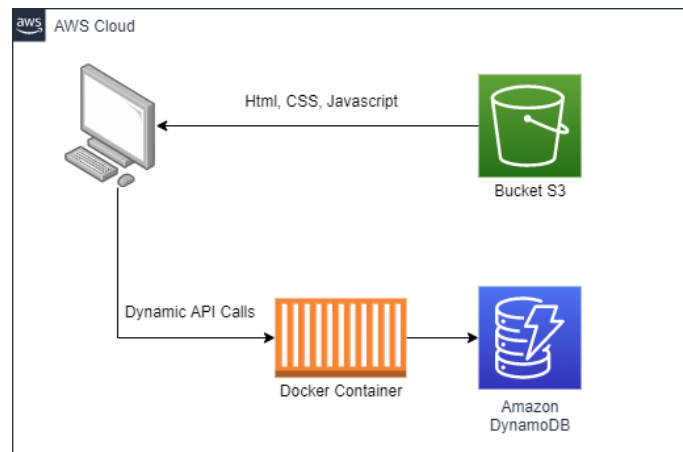 aws
AWS Cloud
Html, CSS, Javascript
Bucket S3
Dynamic API Calls
Docker Container
Amazon
DynamoDB